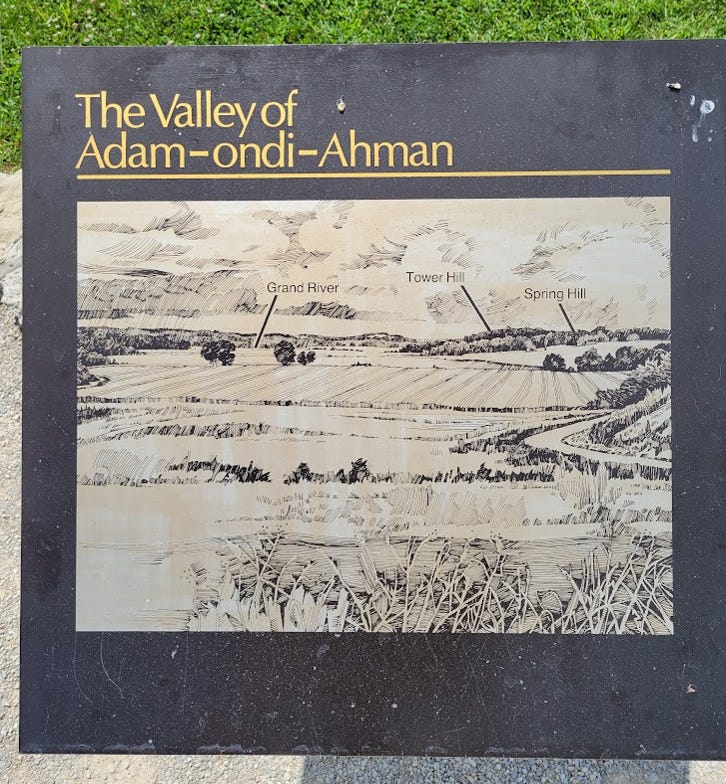 The Valley of
Adam-ondi-Ahman
Grand River
Tower Hill
Spring Hill